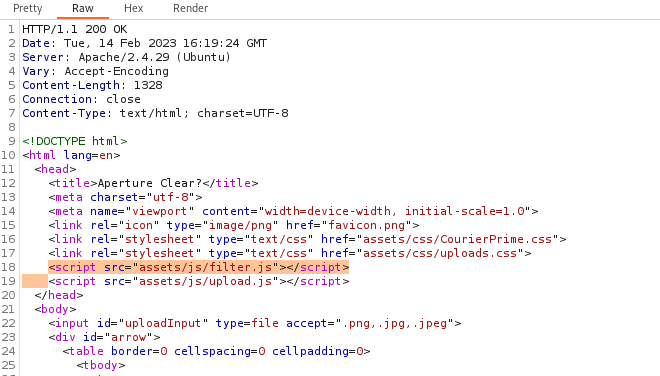 Pretty Raw Hex Render
1 HTTP/1.1 200 OK
2 Date: Tue, 14 Feb 2023 16:19:24 GMT
3 Server: Apache/2.4.29 (Ubuntu)
4 Vary: Accept-Encoding
5 Content-Length: 1328
6 Connection: close
7 Content-Type: text/html; charset=UTF-8
8
9 <!DOCTYPE html>
10 <html lang=en>
11 <head>
12 <title>Aperture Clear?</title>
13 <meta charset="utf-8">
14 <meta name="viewport" content="width=device-width, initial-scale=1.0">
15 <link rel="icon" type="image/png" href="favicon.png">
16 <link rel="stylesheet" type="text/css" href="assets/css/CourierPrime.css">
17 <link rel="stylesheet" type="text/css" href="assets/css/uploads.css">
18 <script src="assets/js/filter.js"></script>
19 <script src="assets/js/upload.js"></script>
20 </head>
21 <body>
22 <input id="uploadInput" type=file accept=".png,.jpg,.jpeg">
23 <div id="arrow">
24 <table border=0 cellspacing=0 cellpadding=0>
25 <tbody>